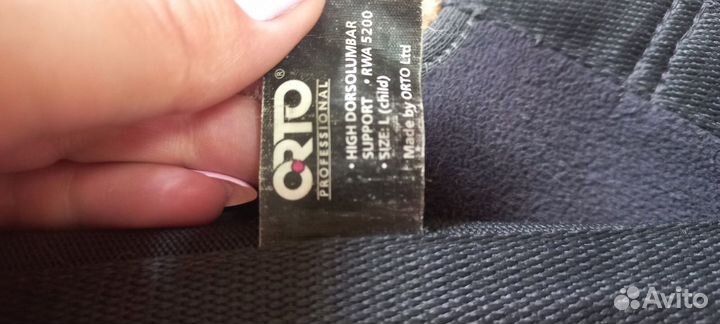 ORTO®
PROFESSIONAL
• HIGH DORSOLUMBAR
SUPPORT • RWA 5200
• SIZE: L (child)
Made by ORTO Ltd
Avito